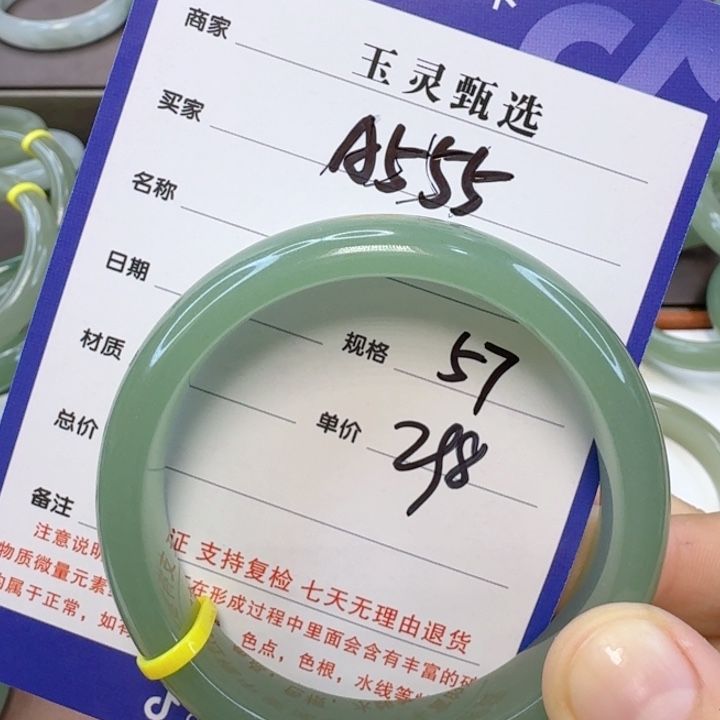 商家 玉灵甄选
买家 A555
名称
日期
材质 规格 57
总价 单价 298
备注
注意说明 证 支持复检 七天无理由退货
物质微量元素 在形成过程中里面会含有丰富的
属于正常，如有 色点，色根，水线等